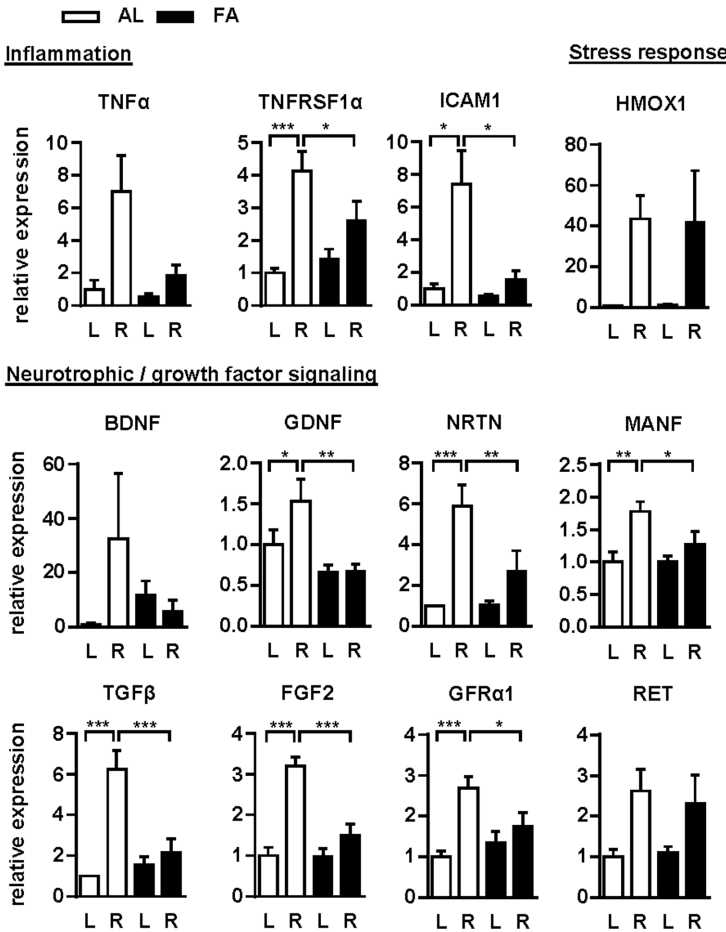 AL FA
Inflammation Stress response
TNFα TNFRSF1α ICAM1 HMOX1
*** * * *
relative expression
10 8 6 4 2 0
5 4 3 2 1 0
10 8 6 4 2 0
80 60 40 20 0
L R L R L R L R L R L R L R L R
Neurotrophic / growth factor signaling
BDNF GDNF NRTN MANF
* ** *** ** ** *
relative expression
60 40 20 0
2.0 1.5 1.0 0.5 0.0
8 6 4 2 0
2.5 2.0 1.5 1.0 0.5 0.0
L R L R L R L R L R L R L R L R
TGFβ FGF2 GFRα1 RET
*** *** *** *** *** *
relative expression
8 6 4 2 0
4 3 2 1 0
4 3 2 1 0
4 3 2 1 0
L R L R L R L R L R L R L R L R